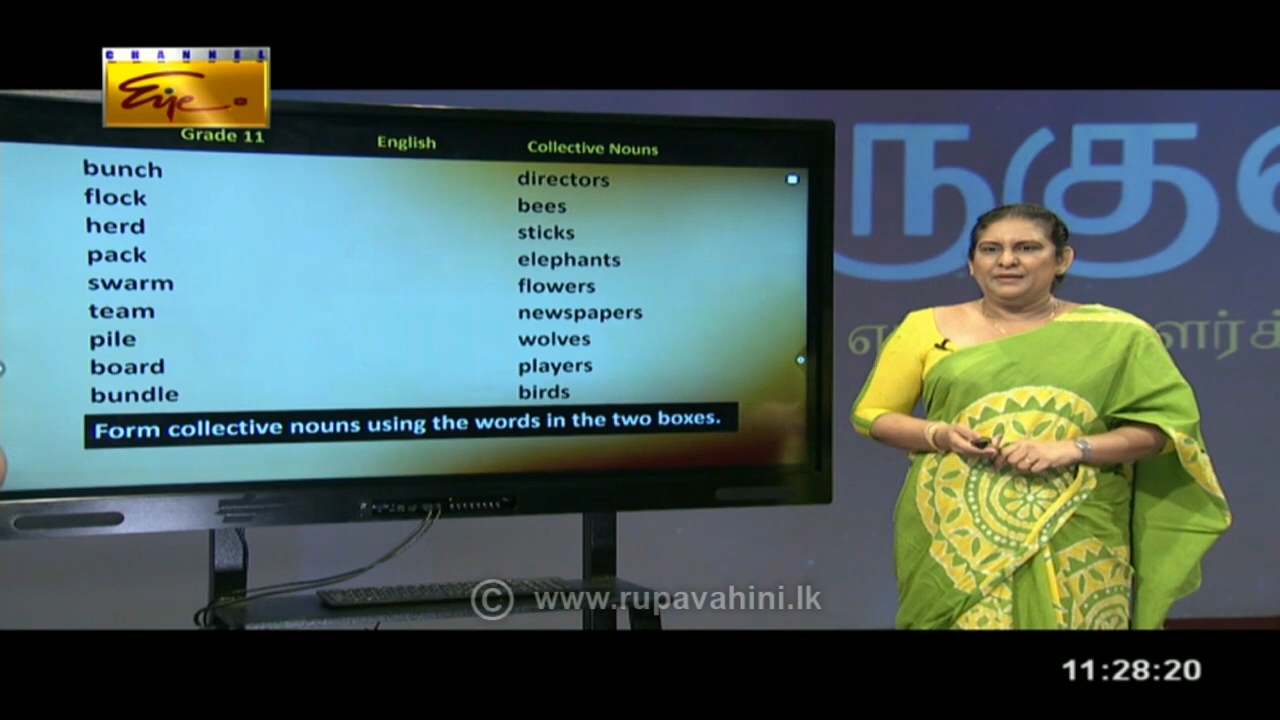 CHANNEL
Eye
Grade 11
English
Collective Nouns
bunch
flock
herd
pack
swarm
team
pile
board
bundle
directors
bees
sticks
elephants
flowers
newspapers
wolves
players
birds
Form collective nouns using the words in the two boxes.
© www.rupavahini.lk
11:28:20